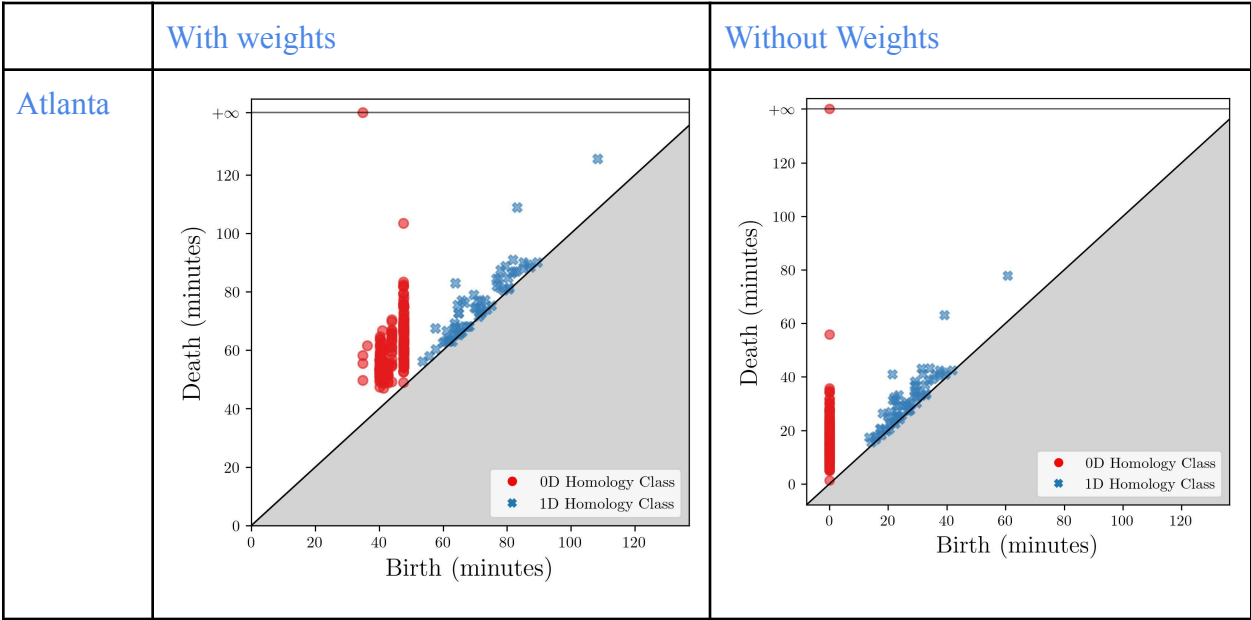 With weights
Without Weights
Atlanta
+∞
120
100
80
60
40
20
0
0
20
40
60
80
100
120
Death (minutes)
Birth (minutes)
0D Homology Class
1D Homology Class
+∞
120
100
80
60
40
20
0
0
20
40
60
80
100
120
Death (minutes)
Birth (minutes)
0D Homology Class
1D Homology Class